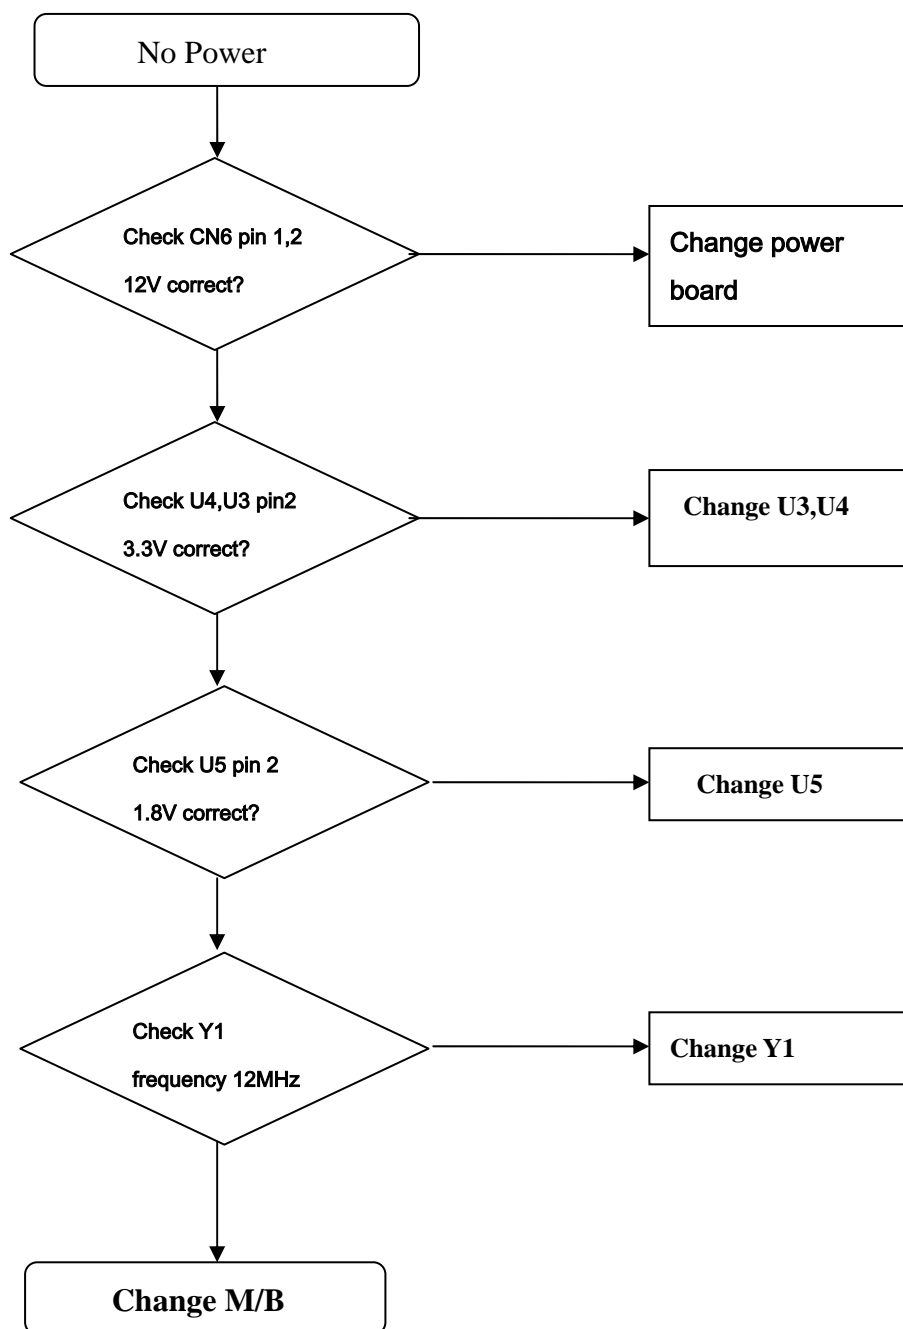 No Power
Check CN6 pin 1,2
12V correct?
Change power
board
Check U4,U3 pin2
3.3V correct?
Change U3,U4
Check U5 pin 2
1.8V correct?
Change U5
Check Y1
frequency 12MHz
Change Y1
Change M/B